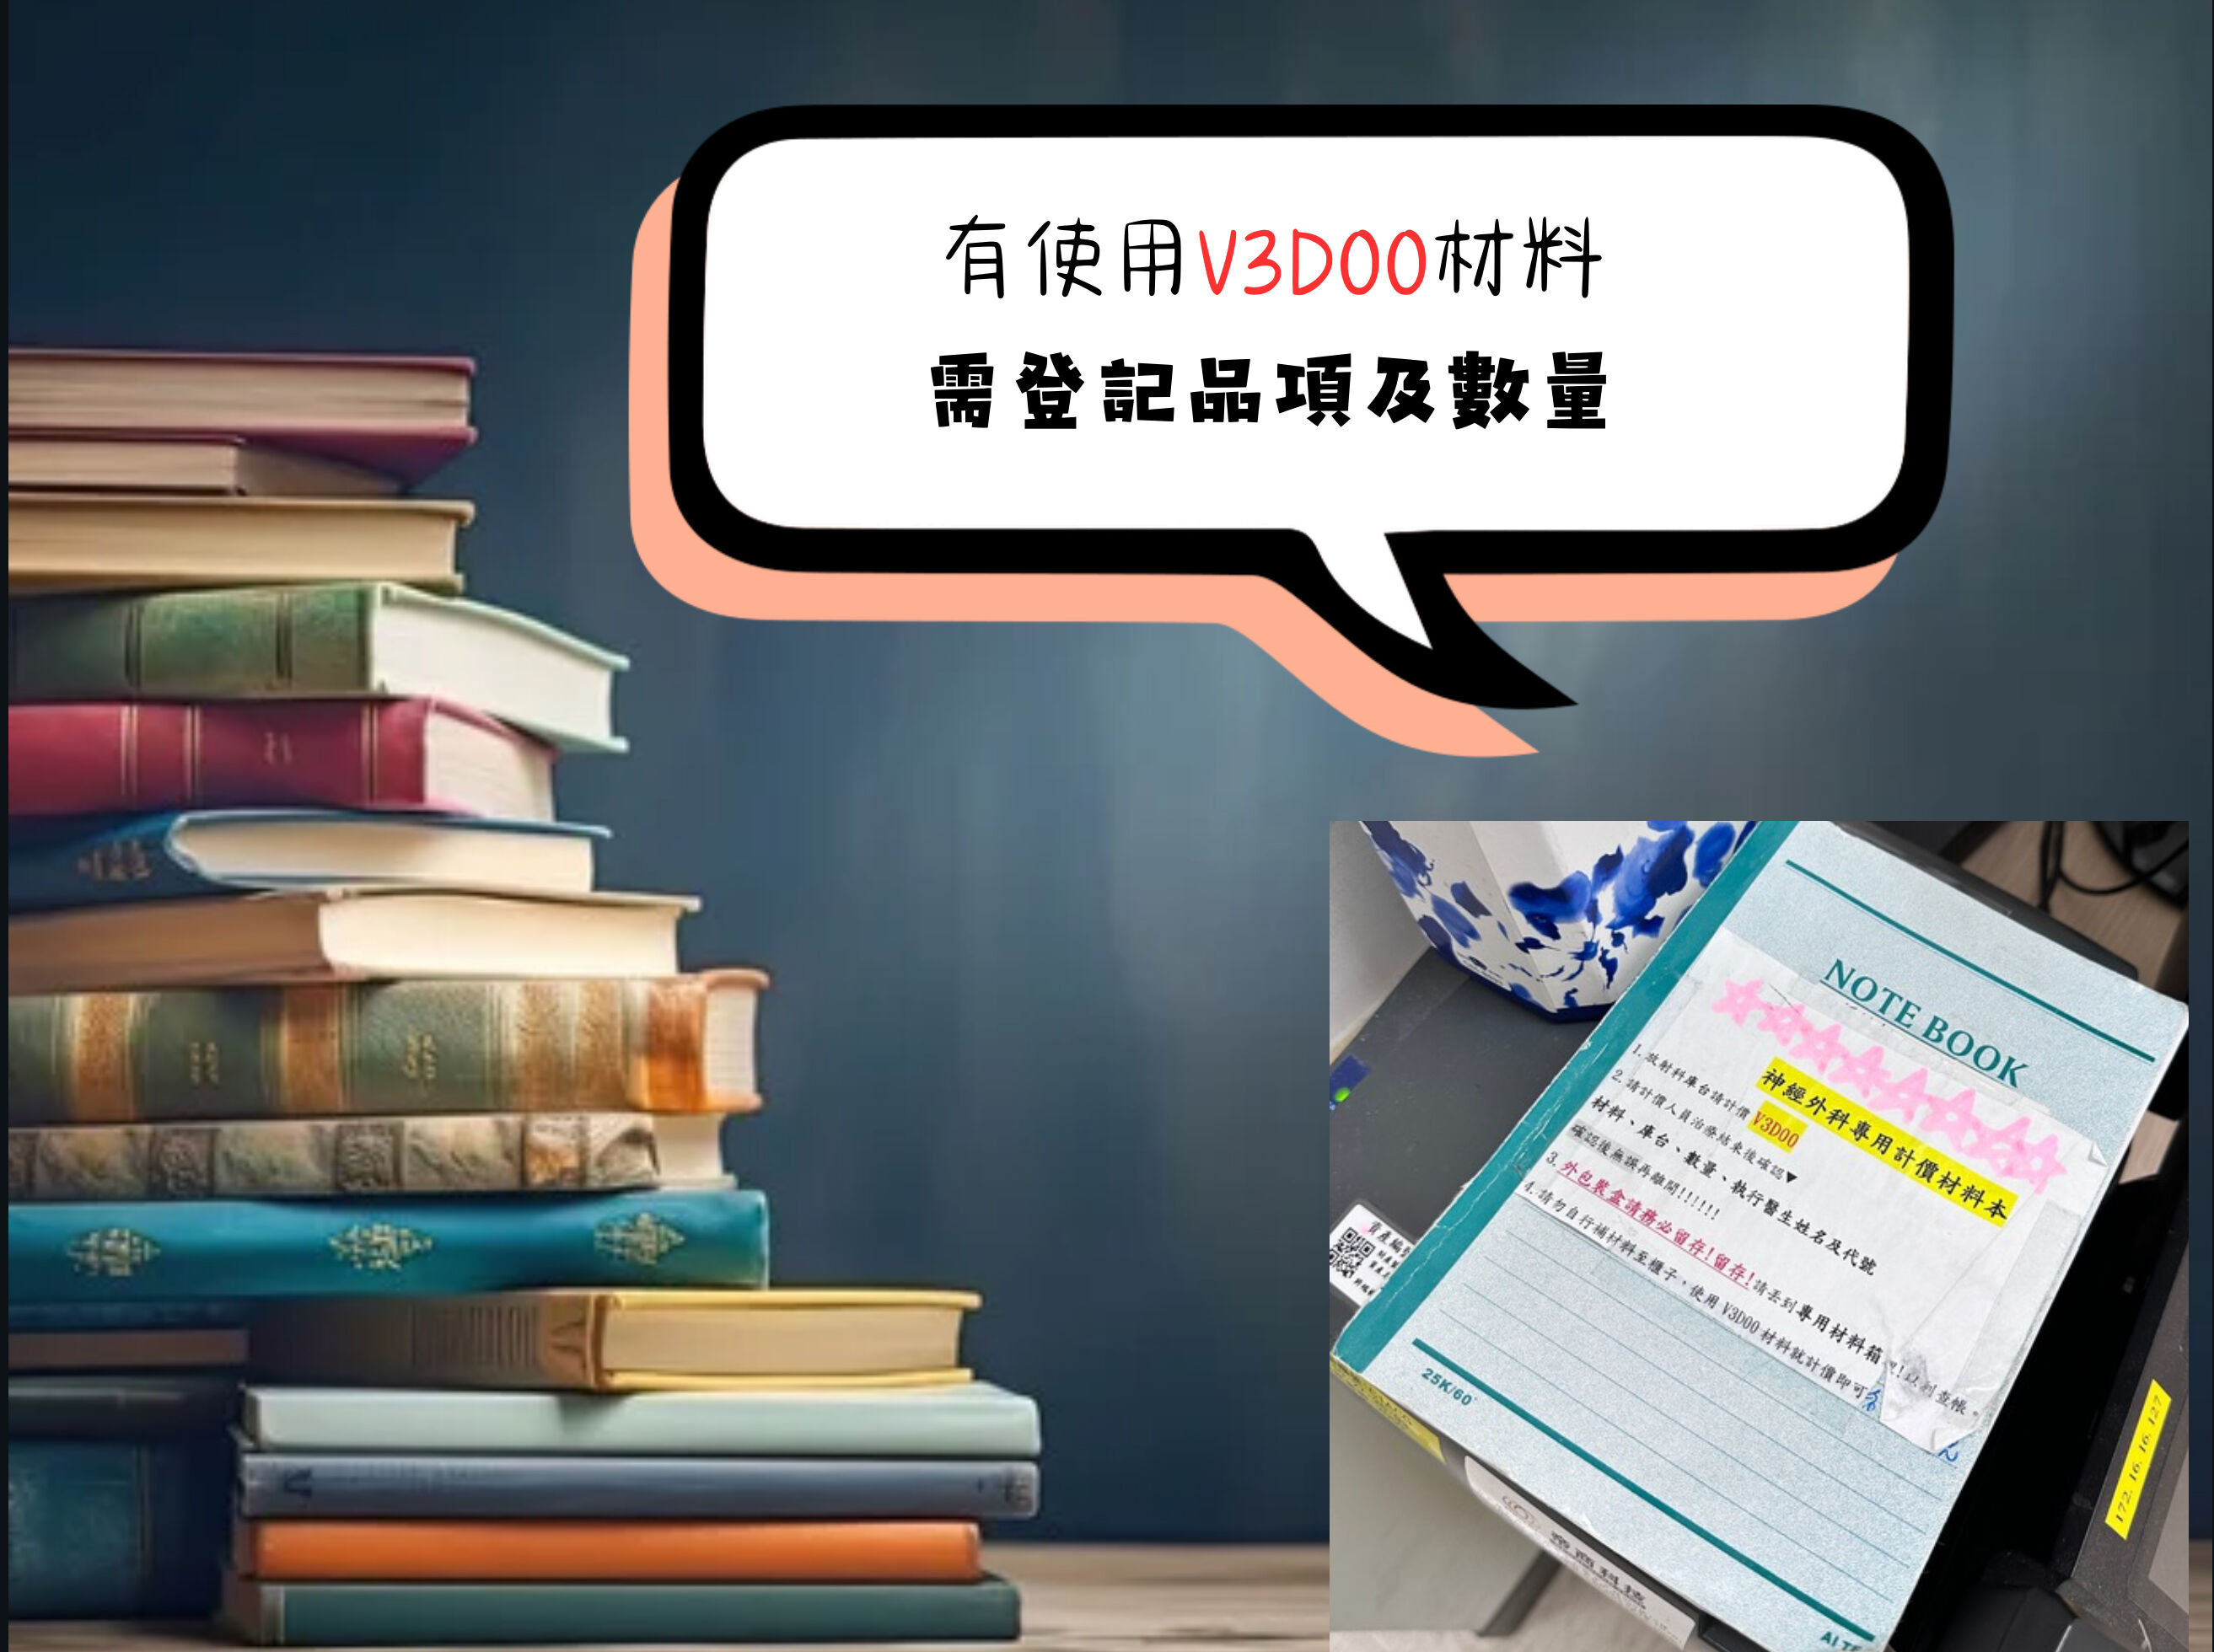 有使用V3D00材料
需登記品項及數量
NOTE BOOK
神經外科專用計價材料本
1. 放射科庫台請計價 V3D00
2. 請計價人員治療結束後確認▼
材料、庫台、數量、執行醫生姓名及代號
確認後無誤再離開!!!!!!
3. 外包裝盒請務必留存!留存!請丟到專用材料箱 以利查帳。
4. 請勿自行補材料至櫃子,使用 V3D00 材料就計價即可
25K/60
172.16.16.127